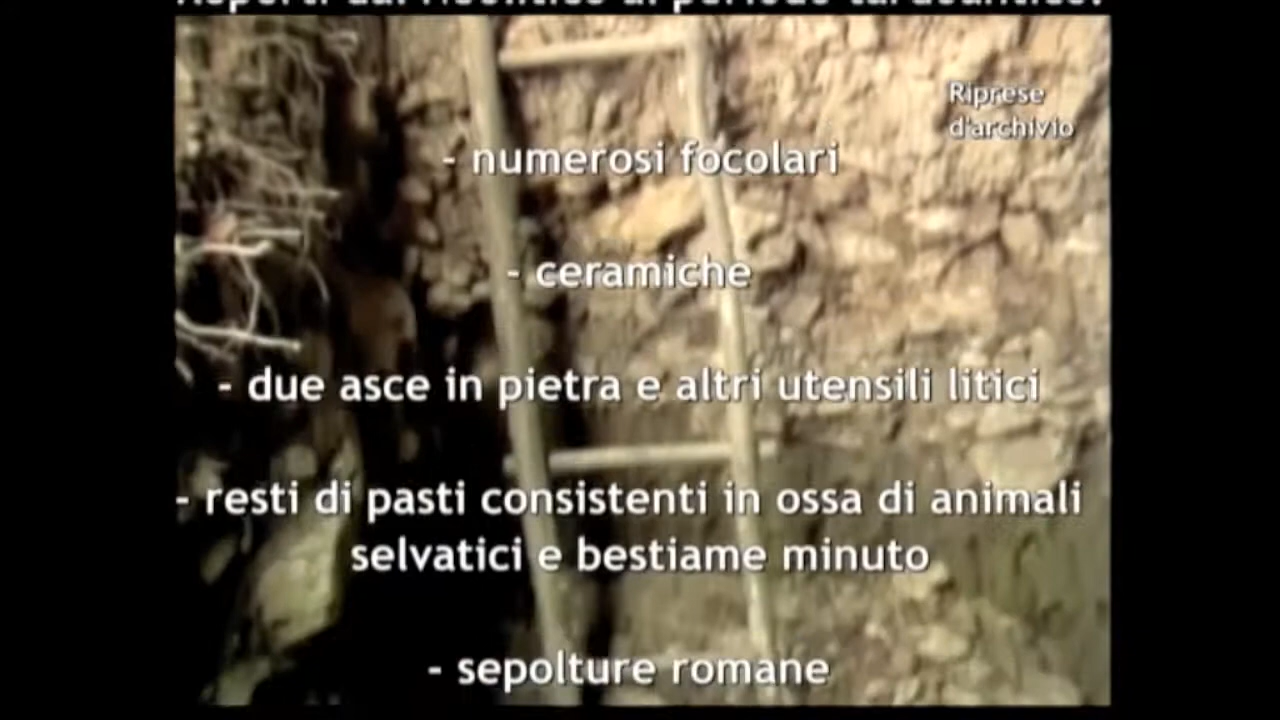 Riprese
d'archivio
- numerosi focolari
- ceramiche
- due asce in pietra e altri utensili litici
- resti di pasti consistenti in ossa di animali
selvatici e bestiame minuto
- sepolture romane